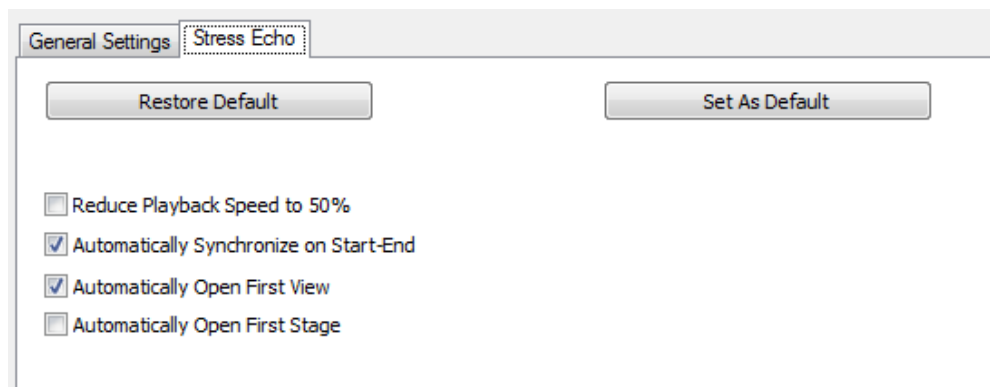 General Settings Stress Echo
Restore Default Set As Default
Reduce Playback Speed to 50%
Automatically Synchronize on Start-End
Automatically Open First View
Automatically Open First Stage